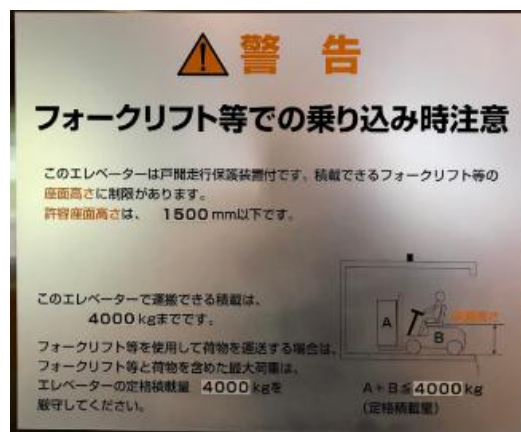 警告
フォークリフト等での乗り込み時注意
このエレベーターは戸開走行保護装置付です。積載できるフォークリフト等の
座面高さに制限があります。
許容座面高さは、 1500mm以下です。
このエレベーターで運搬できる積載は、
4000kgまでです。
フォークリフト等を使用して荷物を運送する場合は、
フォークリフト等と荷物を含めた最大荷重は、
エレベーターの定格積載量 4000kgを
厳守してください。
座面高さ
A
B
A+B≦4000kg
(定格積載量)